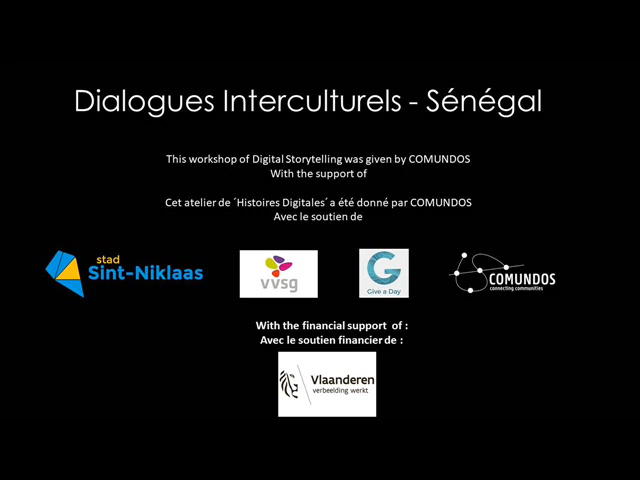 Dialogues Interculturels - Sénégal
This workshop of Digital Storytelling was given by COMUNDOS
With the support of
Cet atelier de ´Histoires Digitales´ a été donné par COMUNDOS
Avec le soutien de
stad
Sint-Niklaas
vvsg
G
Give a Day
COMUNDOS
connecting communities
With the financial support of :
Avec le soutien financier de :
Vlaanderen
verbeelding werkt